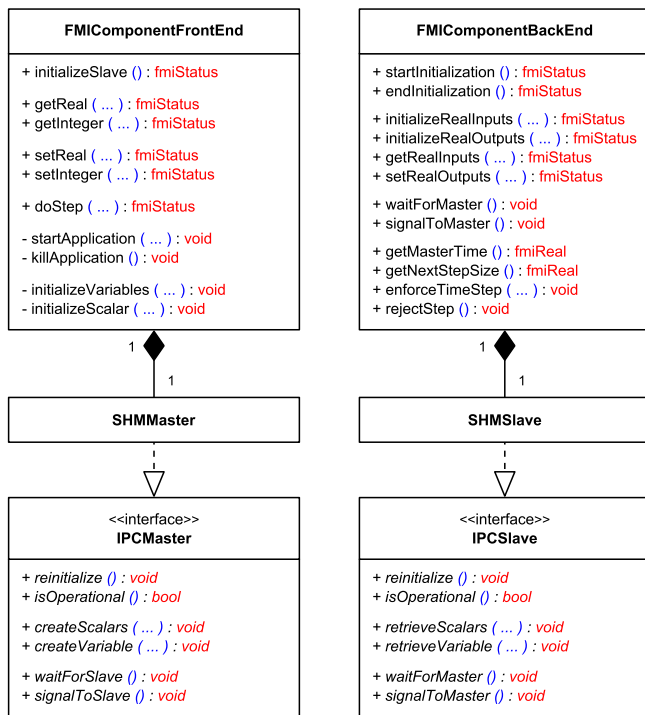 FMIComponentFrontEnd
+ initializeSlave () : fmiStatus
+ getReal ( ... ) : fmiStatus
+ getInteger ( ... ) : fmiStatus
+ setReal ( ... ) : fmiStatus
+ setInteger ( ... ) : fmiStatus
+ doStep ( ... ) : fmiStatus
- startApplication ( ... ) : void
- killApplication () : void
- initializeVariables ( ... ) : void
- initializeScalar ( ... ) : void
1
1
SHMMaster
<<interface>>
IPCMaster
+ reinitialize () : void
+ isOperational () : bool
+ createScalars ( ... ) : void
+ createVariable ( ... ) : void
+ waitForSlave () : void
+ signalToSlave () : void
FMIComponentBackEnd
+ startInitialization () : fmiStatus
+ endInitialization () : fmiStatus
+ initializeRealInputs ( ... ) : fmiStatus
+ initializeRealOutputs ( ... ) : fmiStatus
+ getRealInputs ( ... ) : fmiStatus
+ setRealOutputs ( ... ) : fmiStatus
+ waitForMaster () : void
+ signalToMaster () : void
+ getMasterTime () : fmiReal
+ getNextStepSize () : fmiReal
+ enforceTimeStep ( ... ) : void
+ rejectStep () : void
1
1
SHMSlave
<<interface>>
IPCSlave
+ reinitialize () : void
+ isOperational () : bool
+ retrieveScalars ( ... ) : void
+ retrieveVariable ( ... ) : void
+ waitForMaster () : void
+ signalToMaster () : void